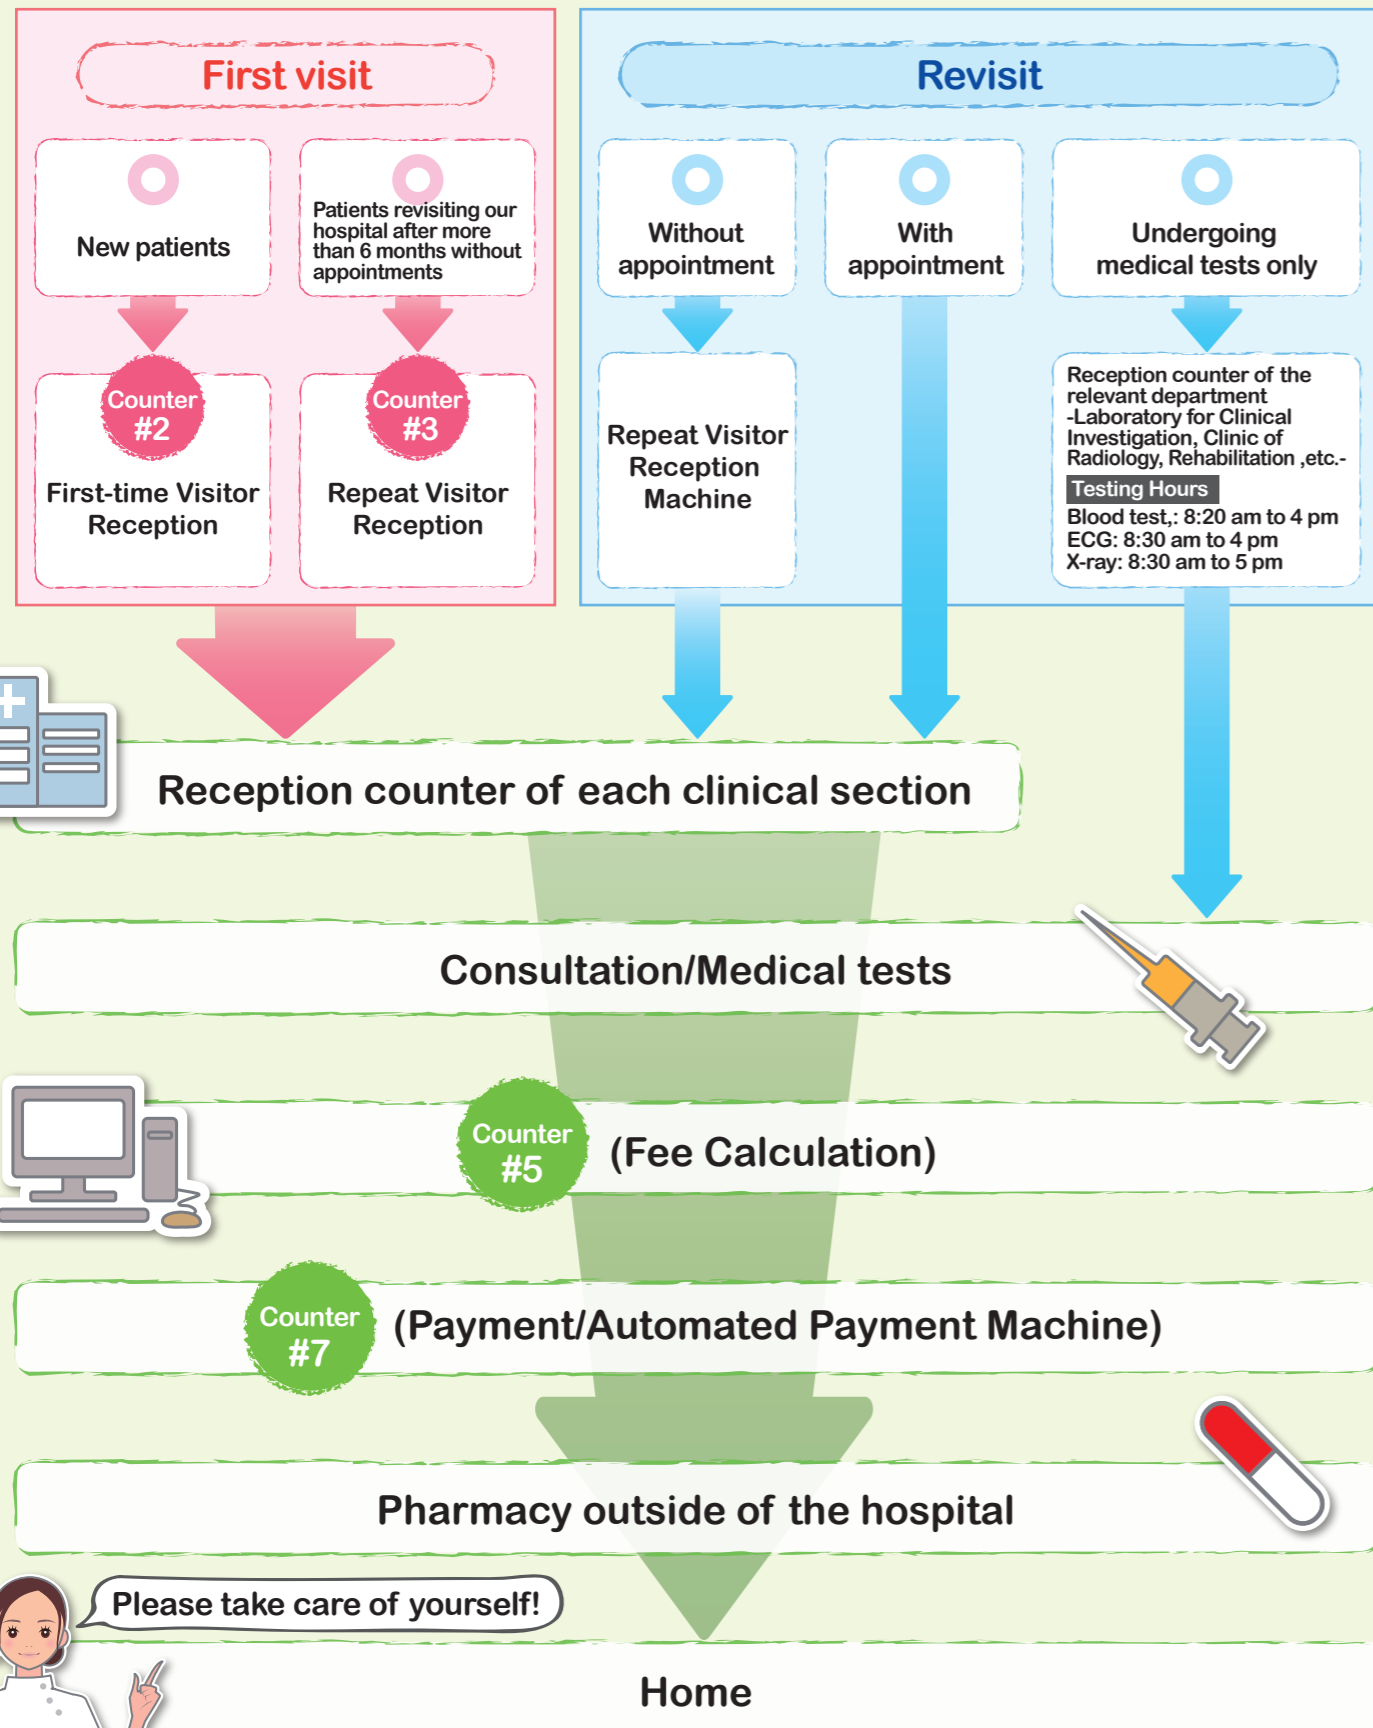 First visit
New patients
Patients revisiting our
hospital after more
than 6 months without
appointments
Counter
#2
First-time Visitor
Reception
Counter
#3
Repeat Visitor
Reception
Revisit
Without
appointment
With
appointment
Undergoing
medical tests only
Repeat Visitor
Reception
Machine
Reception counter of the
relevant department
-Laboratory for Clinical
Investigation, Clinic of
Radiology, Rehabilitation ,etc.-
Testing Hours
Blood test,: 8:20 am to 4 pm
ECG: 8:30 am to 4 pm
X-ray: 8:30 am to 5 pm
Reception counter of each clinical section
Consultation/Medical tests
Counter
#5
(Fee Calculation)
Counter
#7
(Payment/Automated Payment Machine)
Pharmacy outside of the hospital
Please take care of yourself!
Home